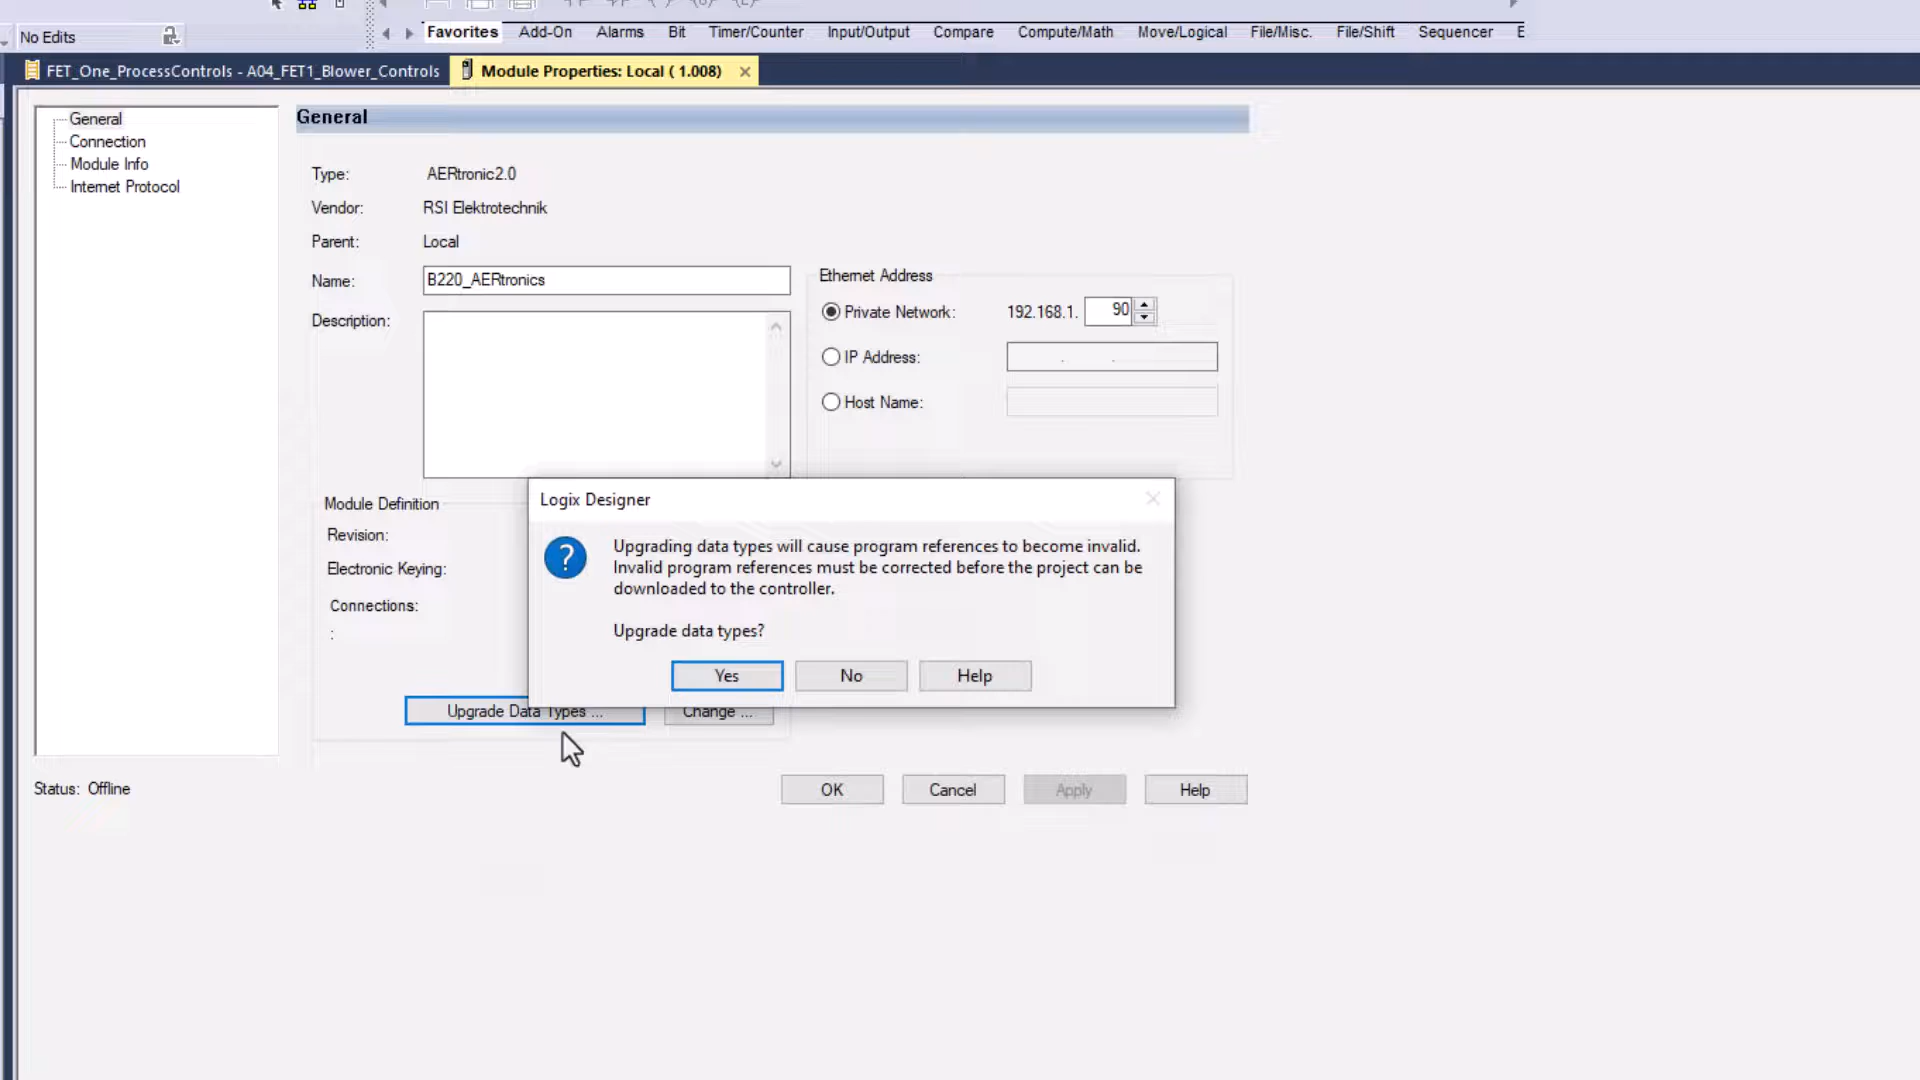 No Edits
Favorites Add-On Alarms Bit Timer/Counter Input/Output Compare Compute/Math Move/Logical File/Misc. File/Shift Sequencer
FET_One_ProcessControls - A04_FET1_Blower_Controls
Module Properties: Local ( 1.008)
General
Connection
Module Info
Internet Protocol
General
Type: AERtronic2.0
Vendor: RSI Elektrotechnik
Parent: Local
Name: B220_AERtronics
Description:
Ethernet Address
Private Network: 192.168.1. 90
IP Address: . .
Host Name:
Module Definition
Revision:
Electronic Keying:
Connections:
:
Upgrade Data Types ...
Change ...
Logix Designer
?
Upgrading data types will cause program references to become invalid.
Invalid program references must be corrected before the project can be
downloaded to the controller.
Upgrade data types?
Yes No Help
Status: Offline
OK Cancel Apply Help